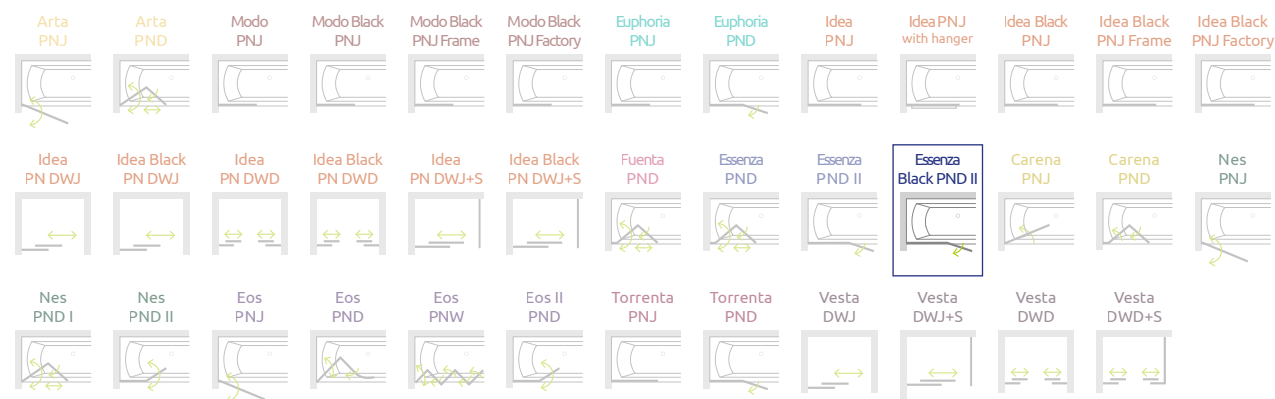 Arta
PNJ
Arta
PND
Modo
PNJ
Modo Black
PNJ
Modo Black
PNJ Frame
Modo Black
PNJ Factory
Euphoria
PNJ
Euphoria
PND
Idea
PNJ
Idea PNJ
with hanger
Idea Black
PNJ
Idea Black
PNJ Frame
Idea Black
PNJ Factory
Idea
PN DWJ
Idea Black
PN DWJ
Idea
PN DWD
Idea Black
PN DWD
Idea
PN DWJ+S
Idea Black
PN DWJ+S
Fuenta
PND
Essenza
PND
Essenza
PND II
Essenza
Black PND II
Carena
PNJ
Carena
PND
Nes
PNJ
Nes
PND I
Nes
PND II
Eos
PNJ
Eos
PND
Eos
PNW
Eos II
PND
Torrenta
PNJ
Torrenta
PND
Vesta
DWJ
Vesta
DWJ+S
Vesta
DWD
Vesta
DWD+S